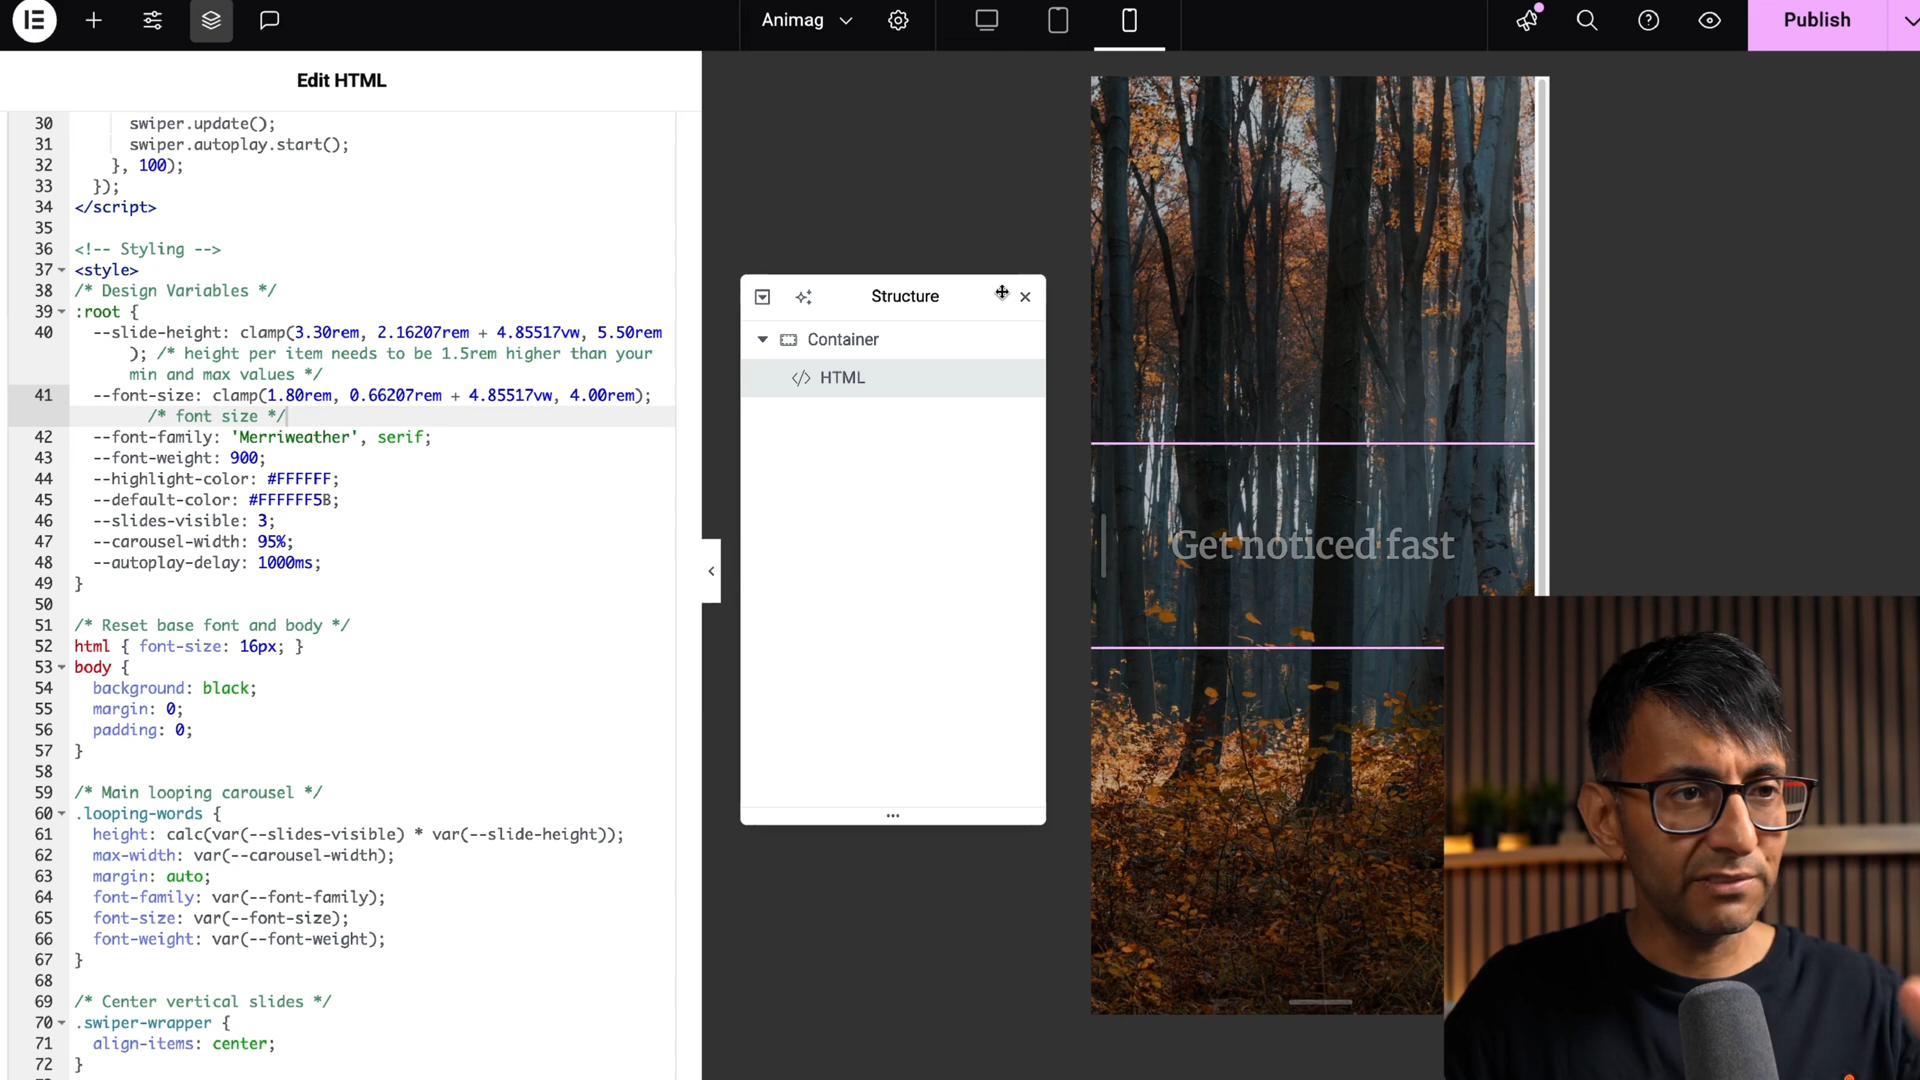 Animag
Publish
Edit HTML
30 swiper.update();
31 swiper.autoplay.start();
32 }, 100);
33 });
34 </script>
35
36 <!-- Styling -->
37 <style>
38 /* Design Variables */
39 :root {
40 --slide-height: clamp(3.30rem, 2.16207rem + 4.85517vw, 5.50rem
); /* height per item needs to be 1.5rem higher than your
min and max values */
41 --font-size: clamp(1.80rem, 0.66207rem + 4.85517vw, 4.00rem);
/* font size */
42 --font-family: 'Merriweather', serif;
43 --font-weight: 900;
44 --highlight-color: #FFFFFF;
45 --default-color: #FFFFFF5B;
46 --slides-visible: 3;
47 --carousel-width: 95%;
48 --autoplay-delay: 1000ms;
49 }
50
51 /* Reset base font and body */
52 html { font-size: 16px; }
53 body {
54 background: black;
55 margin: 0;
56 padding: 0;
57 }
58
59 /* Main looping carousel */
60 .looping-words {
61 height: calc(var(--slides-visible) * var(--slide-height));
62 max-width: var(--carousel-width);
63 margin: auto;
64 font-family: var(--font-family);
65 font-size: var(--font-size);
66 font-weight: var(--font-weight);
67 }
68
69 /* Center vertical slides */
70 .swiper-wrapper {
71 align-items: center;
72 }
Structure
Container
</> HTML
Get noticed fast